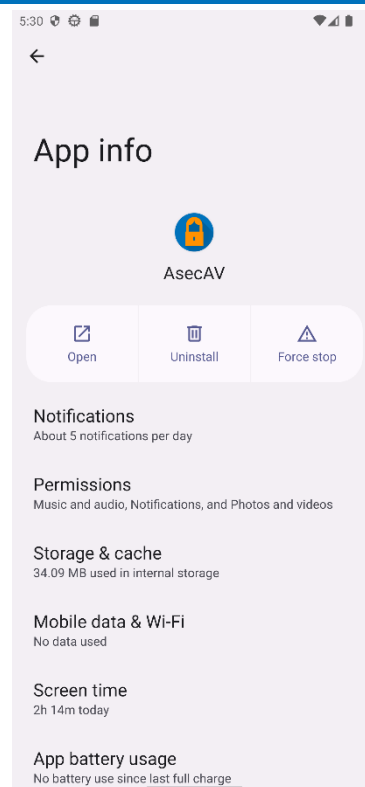 5:30
App info
AsecAV
Open
Uninstall
Force stop
Notifications
About 5 notifications per day
Permissions
Music and audio, Notifications, and Photos and videos
Storage & cache
34.09 MB used in internal storage
Mobile data & Wi-Fi
No data used
Screen time
2h 14m today
App battery usage
No battery use since last full charge